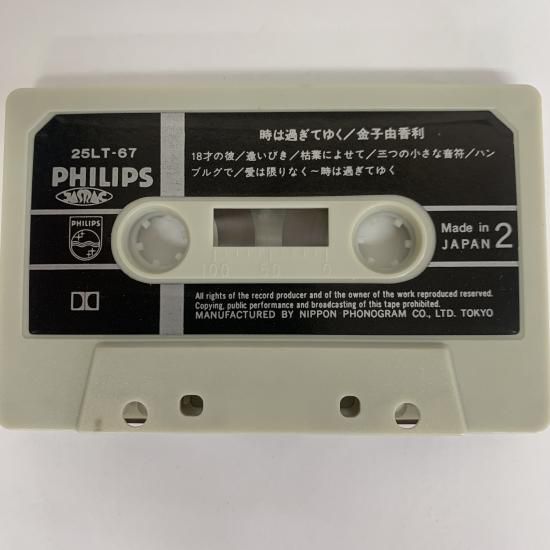 時は過ぎてゆく/金子由香利
25LT-67
18才の彼/逢いびき/枯葉によせて/三つの小さな音符/ハン
ブルグで/愛は限りなく〜時は過ぎてゆく
PHILIPS
JASRAC
PHILIPS
Made in
JAPAN 2
100 50 0
All rights of the record producer and of the owner of the work reproduced reserved.
Copying, public performance and broadcasting of this tape prohibited.
MANUFACTURED BY NIPPON PHONOGRAM CO., LTD. TOKYO